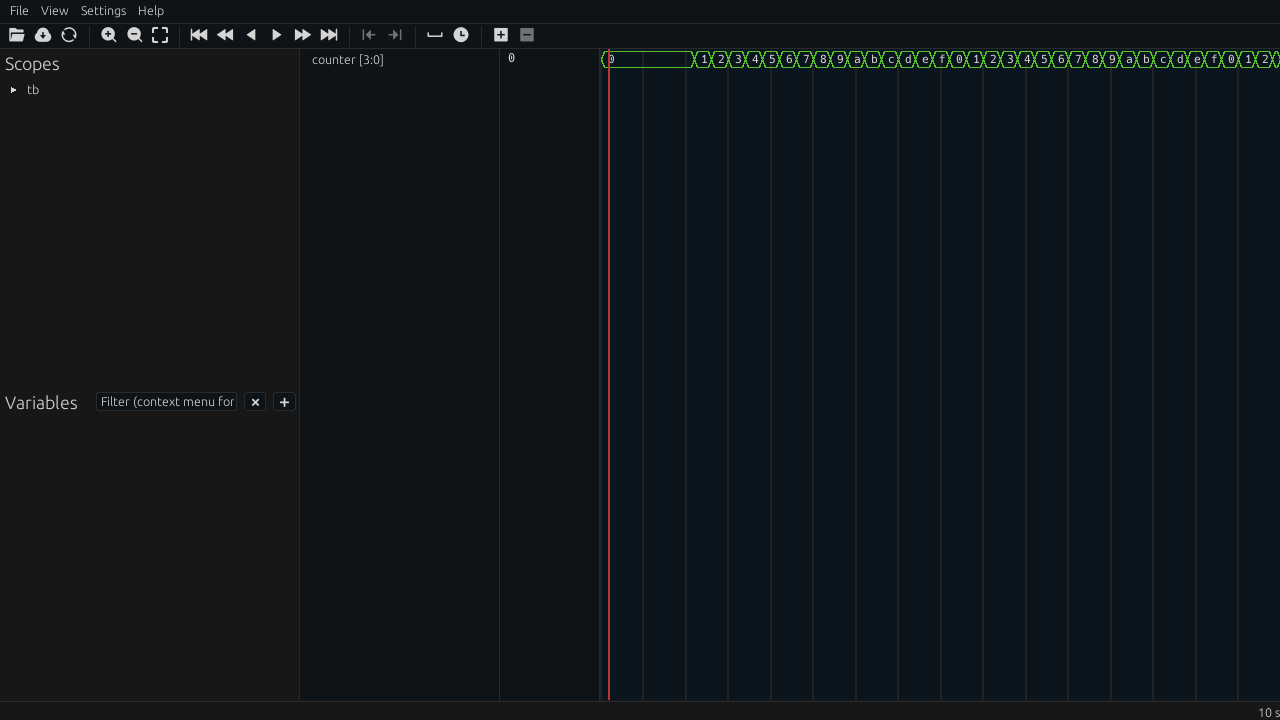 File View Settings Help
Scopes
tb
counter [3:0]
0
0 1 2 3 4 5 6 7 8 9 a b c d e f 0 1 2 3 4 5 6 7 8 9 a b c d e f 0 1 2
Variables
Filter (context menu for
10 s